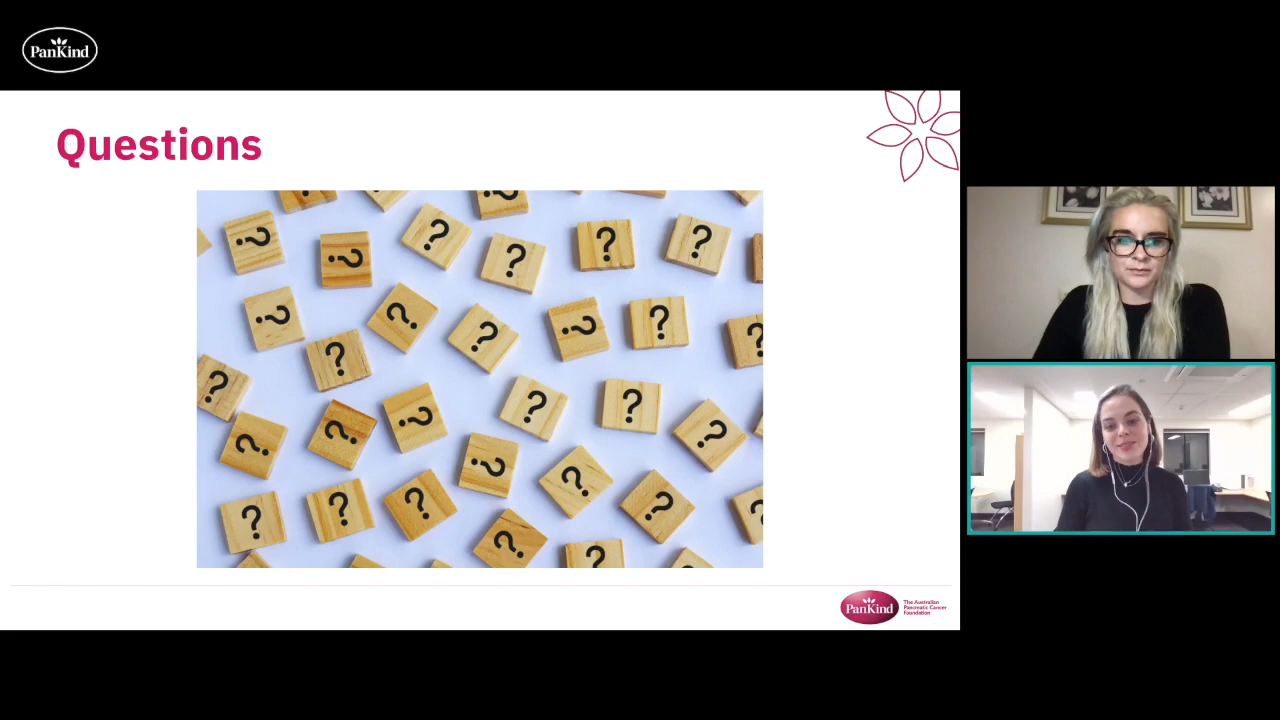 PanKind
Questions
PanKind
The Australian
Pancreatic Cancer
Foundation